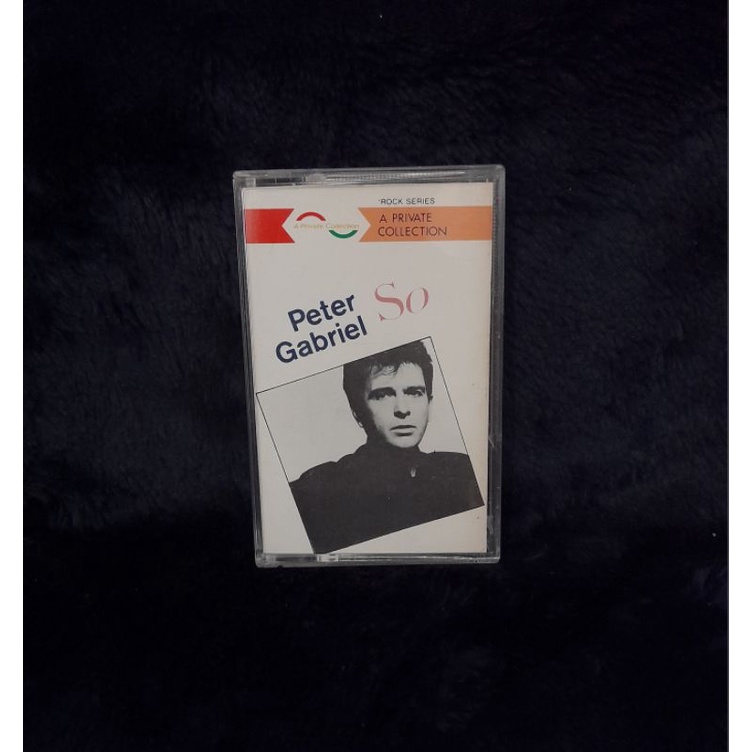 'ROCK SERIES
A Private Collection
A PRIVATE
COLLECTION
Peter
Gabriel
So